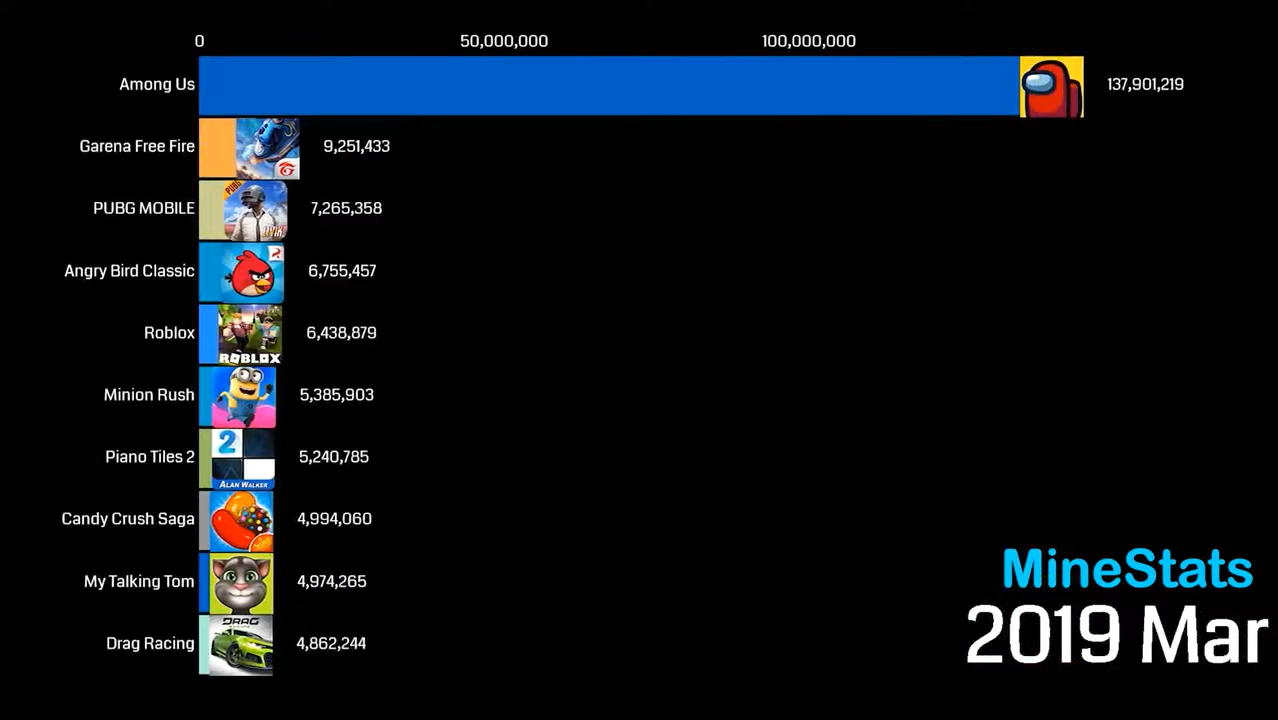 0 50,000,000 100,000,000
Among Us 137,901,219
Garena Free Fire 9,251,433
PUBG MOBILE PUBG LIVIK 7,265,358
Angry Bird Classic 6,755,457
Roblox ROBLOX 6,438,879
Minion Rush 5,385,903
Piano Tiles 2 2 ALAN WALKER 5,240,785
Candy Crush Saga 4,994,060
My Talking Tom 4,974,265
Drag Racing DRAG 4,862,244
MineStats
2019 Mar